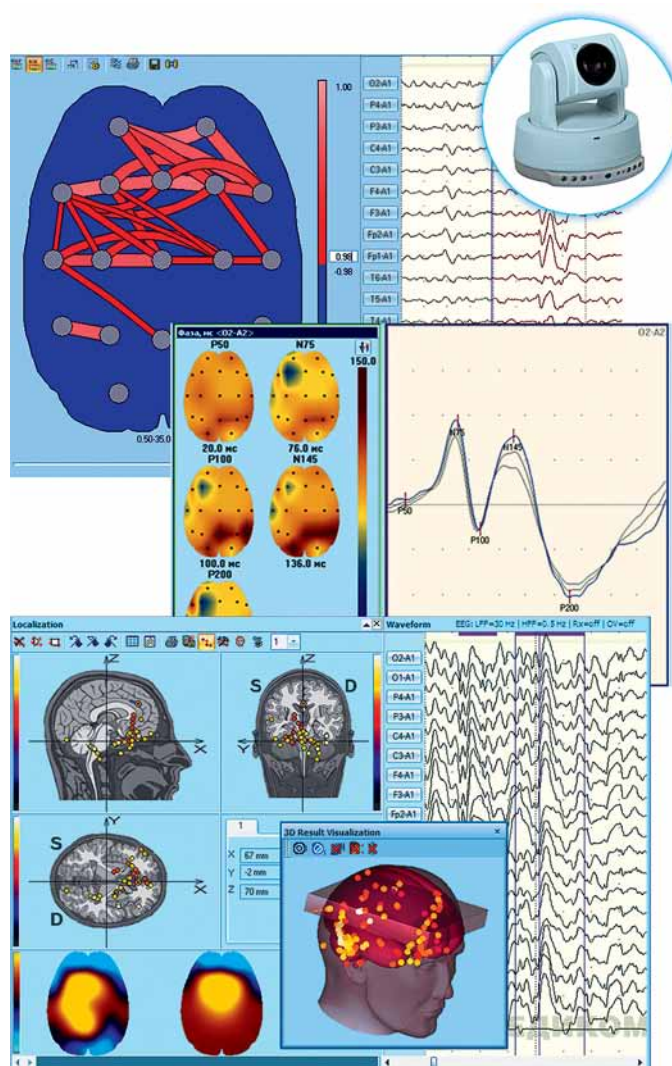 1.00
0.98
-0.98
O2-A1
P4-A1
P3-A1
C4-A1
C3-A1
F4-A1
F3-A1
Fp2-A1
Fp1-A1
T6-A1
T5-A1
T4-A1
0.50-35.0
Фаза, мс <O2-A2>
P50
N75
150.0
20.0 мс
76.0 мс
P100
N145
100.0 мс
136.0 мс
P200
O2-A2
N75
N145
P50
P100
P200
Localization
1
Z
X
S
D
Z
Y
S
D
Y
X
1
X 67 mm
Y -2 mm
Z 70 mm
3D Result Visualization
Waveform
EEG: LFF=30 Hz | HFF=0.5 Hz | Rx=off | OV=off
O2-A1
O1-A1
P4-A1
P3-A1
C4-A1
C3-A1
F4-A1
F3-A1
Fp2-A1